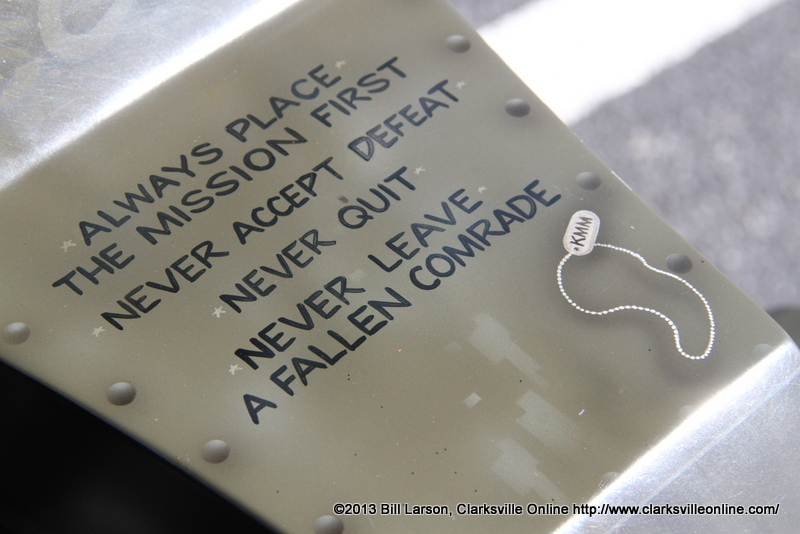 ALWAYS PLACE
THE MISSION FIRST
NEVER ACCEPT DEFEAT
NEVER QUIT
NEVER LEAVE
A FALLEN COMRADE
KMM
©2013 Bill Larson, Clarksville Online http://www.clarksvilleonline.com/